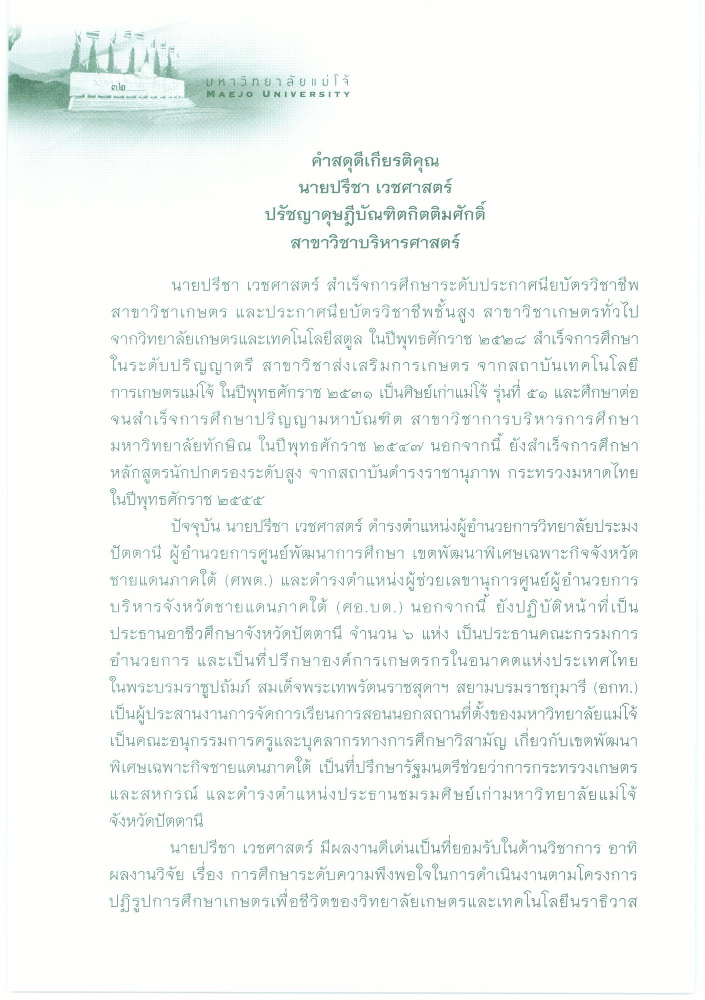 ๓๒
มหาวิทยาลัยแม่โจ้
MAEJO UNIVERSITY
คำสดุดีเกียรติคุณ
นายปรีชา เวชศาสตร์
ปรัชญาดุษฎีบัณฑิตกิตติมศักดิ์
สาขาวิชาบริหารศาสตร์
นายปรีชา เวชศาสตร์ สำเร็จการศึกษาระดับประกาศนียบัตรวิชาชีพ
สาขาวิชาเกษตร และประกาศนียบัตรวิชาชีพชั้นสูง สาขาวิชาเกษตรทั่วไป
จากวิทยาลัยเกษตรและเทคโนโลยีสตูล ในปีพุทธศักราช ๒๕๒๘ สำเร็จการศึกษา
ในระดับปริญญาตรี สาขาวิชาส่งเสริมการเกษตร จากสถาบันเทคโนโลยี
การเกษตรแม่โจ้ ในปีพุทธศักราช ๒๕๓๑ เป็นศิษย์เก่าแม่โจ้ รุ่นที่ ๕๑ และศึกษาต่อ
จนสำเร็จการศึกษาปริญญามหาบัณฑิต สาขาวิชาการบริหารการศึกษา
มหาวิทยาลัยทักษิณ ในปีพุทธศักราช ๒๕๔๗ นอกจากนี้ ยังสำเร็จการศึกษา
หลักสูตรนักปกครองระดับสูง จากสถาบันดำรงราชานุภาพ กระทรวงมหาดไทย
ในปีพุทธศักราช ๒๕๕๕
ปัจจุบัน นายปรีชา เวชศาสตร์ ดำรงตำแหน่งผู้อำนวยการวิทยาลัยประมง
ปัตตานี ผู้อำนวยการศูนย์พัฒนาการศึกษา เขตพัฒนาพิเศษเฉพาะกิจจังหวัด
ชายแดนภาคใต้ (ศพต.) และดำรงตำแหน่งผู้ช่วยเลขานุการศูนย์ผู้อำนวยการ
บริหารจังหวัดชายแดนภาคใต้ (ศอ.บต.) นอกจากนี้ ยังปฏิบัติหน้าที่เป็น
ประธานอาชีวศึกษาจังหวัดปัตตานี จำนวน ๖ แห่ง เป็นประธานคณะกรรมการ
อำนวยการ และเป็นที่ปรึกษาองค์การเกษตรกรในอนาคตแห่งประเทศไทย
ในพระบรมราชูปถัมภ์ สมเด็จพระเทพรัตนราชสุดาฯ สยามบรมราชกุมารี (อกท.)
เป็นผู้ประสานงานการจัดการเรียนการสอนนอกสถานที่ตั้งของมหาวิทยาลัยแม่โจ้
เป็นคณะอนุกรรมการครูและบุคลากรทางการศึกษาวิสามัญ เกี่ยวกับเขตพัฒนา
พิเศษเฉพาะกิจชายแดนภาคใต้ เป็นที่ปรึกษารัฐมนตรีช่วยว่าการกระทรวงเกษตร
และสหกรณ์ และดำรงตำแหน่งประธานชมรมศิษย์เก่ามหาวิทยาลัยแม่โจ้
จังหวัดปัตตานี
นายปรีชา เวชศาสตร์ มีผลงานดีเด่นเป็นที่ยอมรับในด้านวิชาการ อาทิ
ผลงานวิจัย เรื่อง การศึกษาระดับความพึงพอใจในการดำเนินงานตามโครงการ
ปฏิรูปการศึกษาเกษตรเพื่อชีวิตของวิทยาลัยเกษตรและเทคโนโลยีนราธิวาส